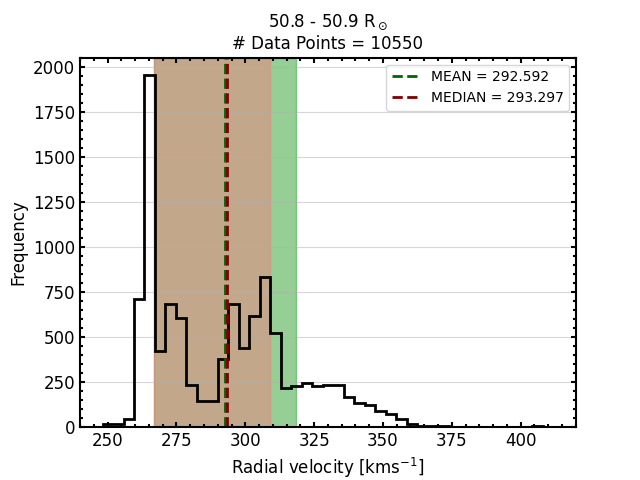 50.8 - 50.9 R⊙
# Data Points = 10550
MEAN = 292.592
MEDIAN = 293.297
2000
1750
1500
1250
1000
750
500
250
0
Frequency
250 275 300 325 350 375 400
Radial velocity [kms⁻¹]